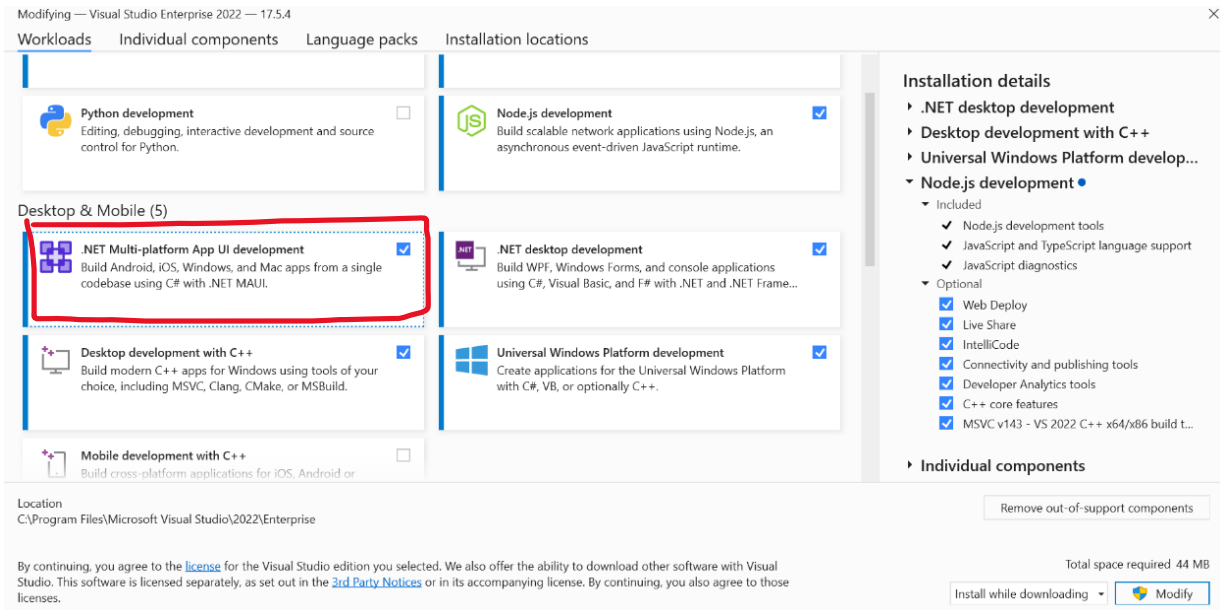 Modifying — Visual Studio Enterprise 2022 — 17.5.4
Workloads Individual components Language packs Installation locations
Python development
Editing, debugging, interactive development and source
control for Python.
JS
Node.js development
Build scalable network applications using Node.js, an
asynchronous event-driven JavaScript runtime.
Desktop & Mobile (5)
.NET Multi-platform App UI development
Build Android, iOS, Windows, and Mac apps from a single
codebase using C# with .NET MAUI.
.NET
.NET desktop development
Build WPF, Windows Forms, and console applications
using C#, Visual Basic, and F# with .NET and .NET Frame...
Desktop development with C++
Build modern C++ apps for Windows using tools of your
choice, including MSVC, Clang, CMake, or MSBuild.
Universal Windows Platform development
Create applications for the Universal Windows Platform
with C#, VB, or optionally C++.
Mobile development with C++
Build cross-platform applications for iOS, Android or
Installation details
.NET desktop development
Desktop development with C++
Universal Windows Platform develop...
Node.js development
Included
Node.js development tools
JavaScript and TypeScript language support
JavaScript diagnostics
Optional
Web Deploy
Live Share
IntelliCode
Connectivity and publishing tools
Developer Analytics tools
C++ core features
MSVC v143 - VS 2022 C++ x64/x86 build t...
Individual components
Location
C:\Program Files\Microsoft Visual Studio\2022\Enterprise
Remove out-of-support components
By continuing, you agree to the license for the Visual Studio edition you selected. We also offer the ability to download other software with Visual
Studio. This software is licensed separately, as set out in the 3rd Party Notices or in its accompanying license. By continuing, you also agree to those
licenses.
Total space required 44 MB
Install while downloading
Modify